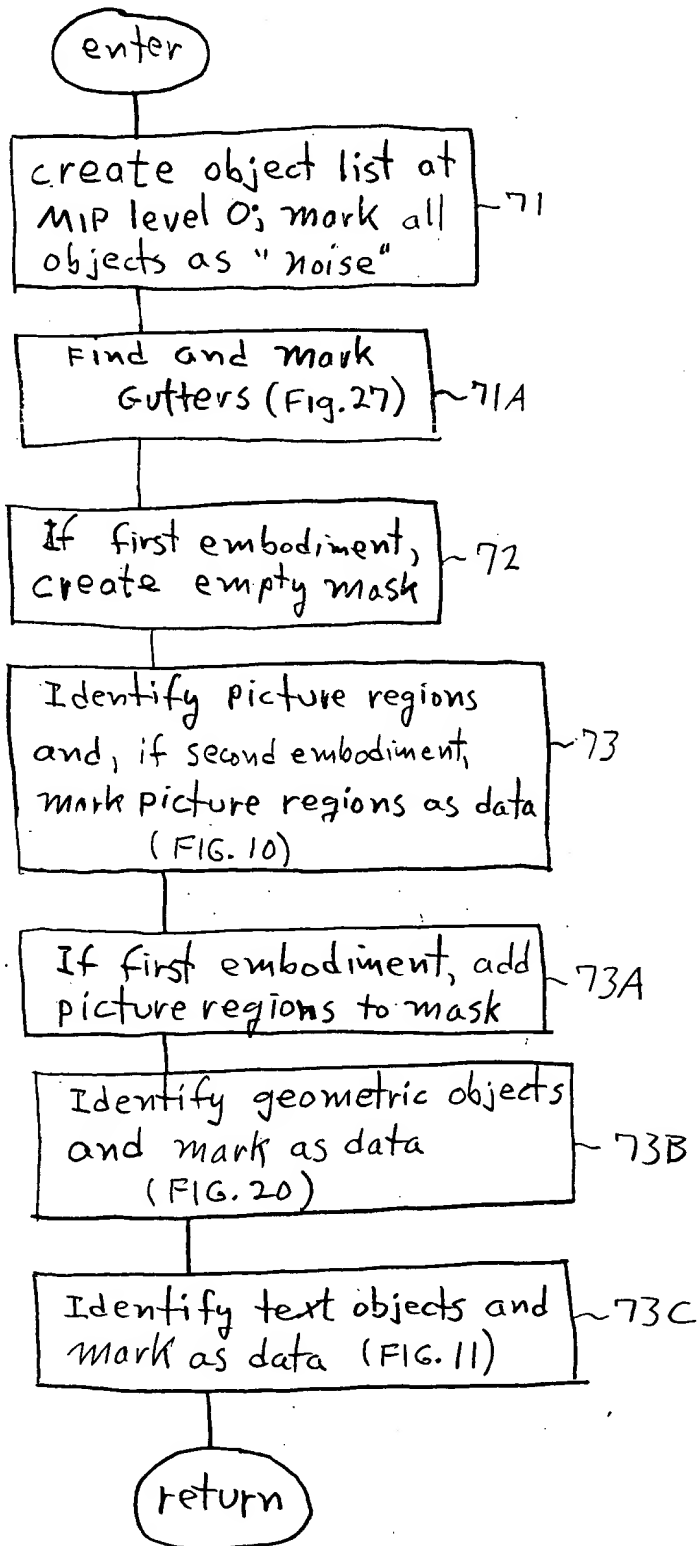 enter
create object list at
MIP level 0; mark all
objects as "noise"
71
Find and mark
Gutters (Fig. 27)
71A
If first embodiment,
create empty mask
72
Identify picture regions
and, if second embodiment,
mark picture regions as data
(FIG. 10)
73
If first embodiment, add
picture regions to mask
73A
Identify geometric objects
and mark as data
(FIG. 20)
73B
Identify text objects and
mark as data (FIG. 11)
73C
return